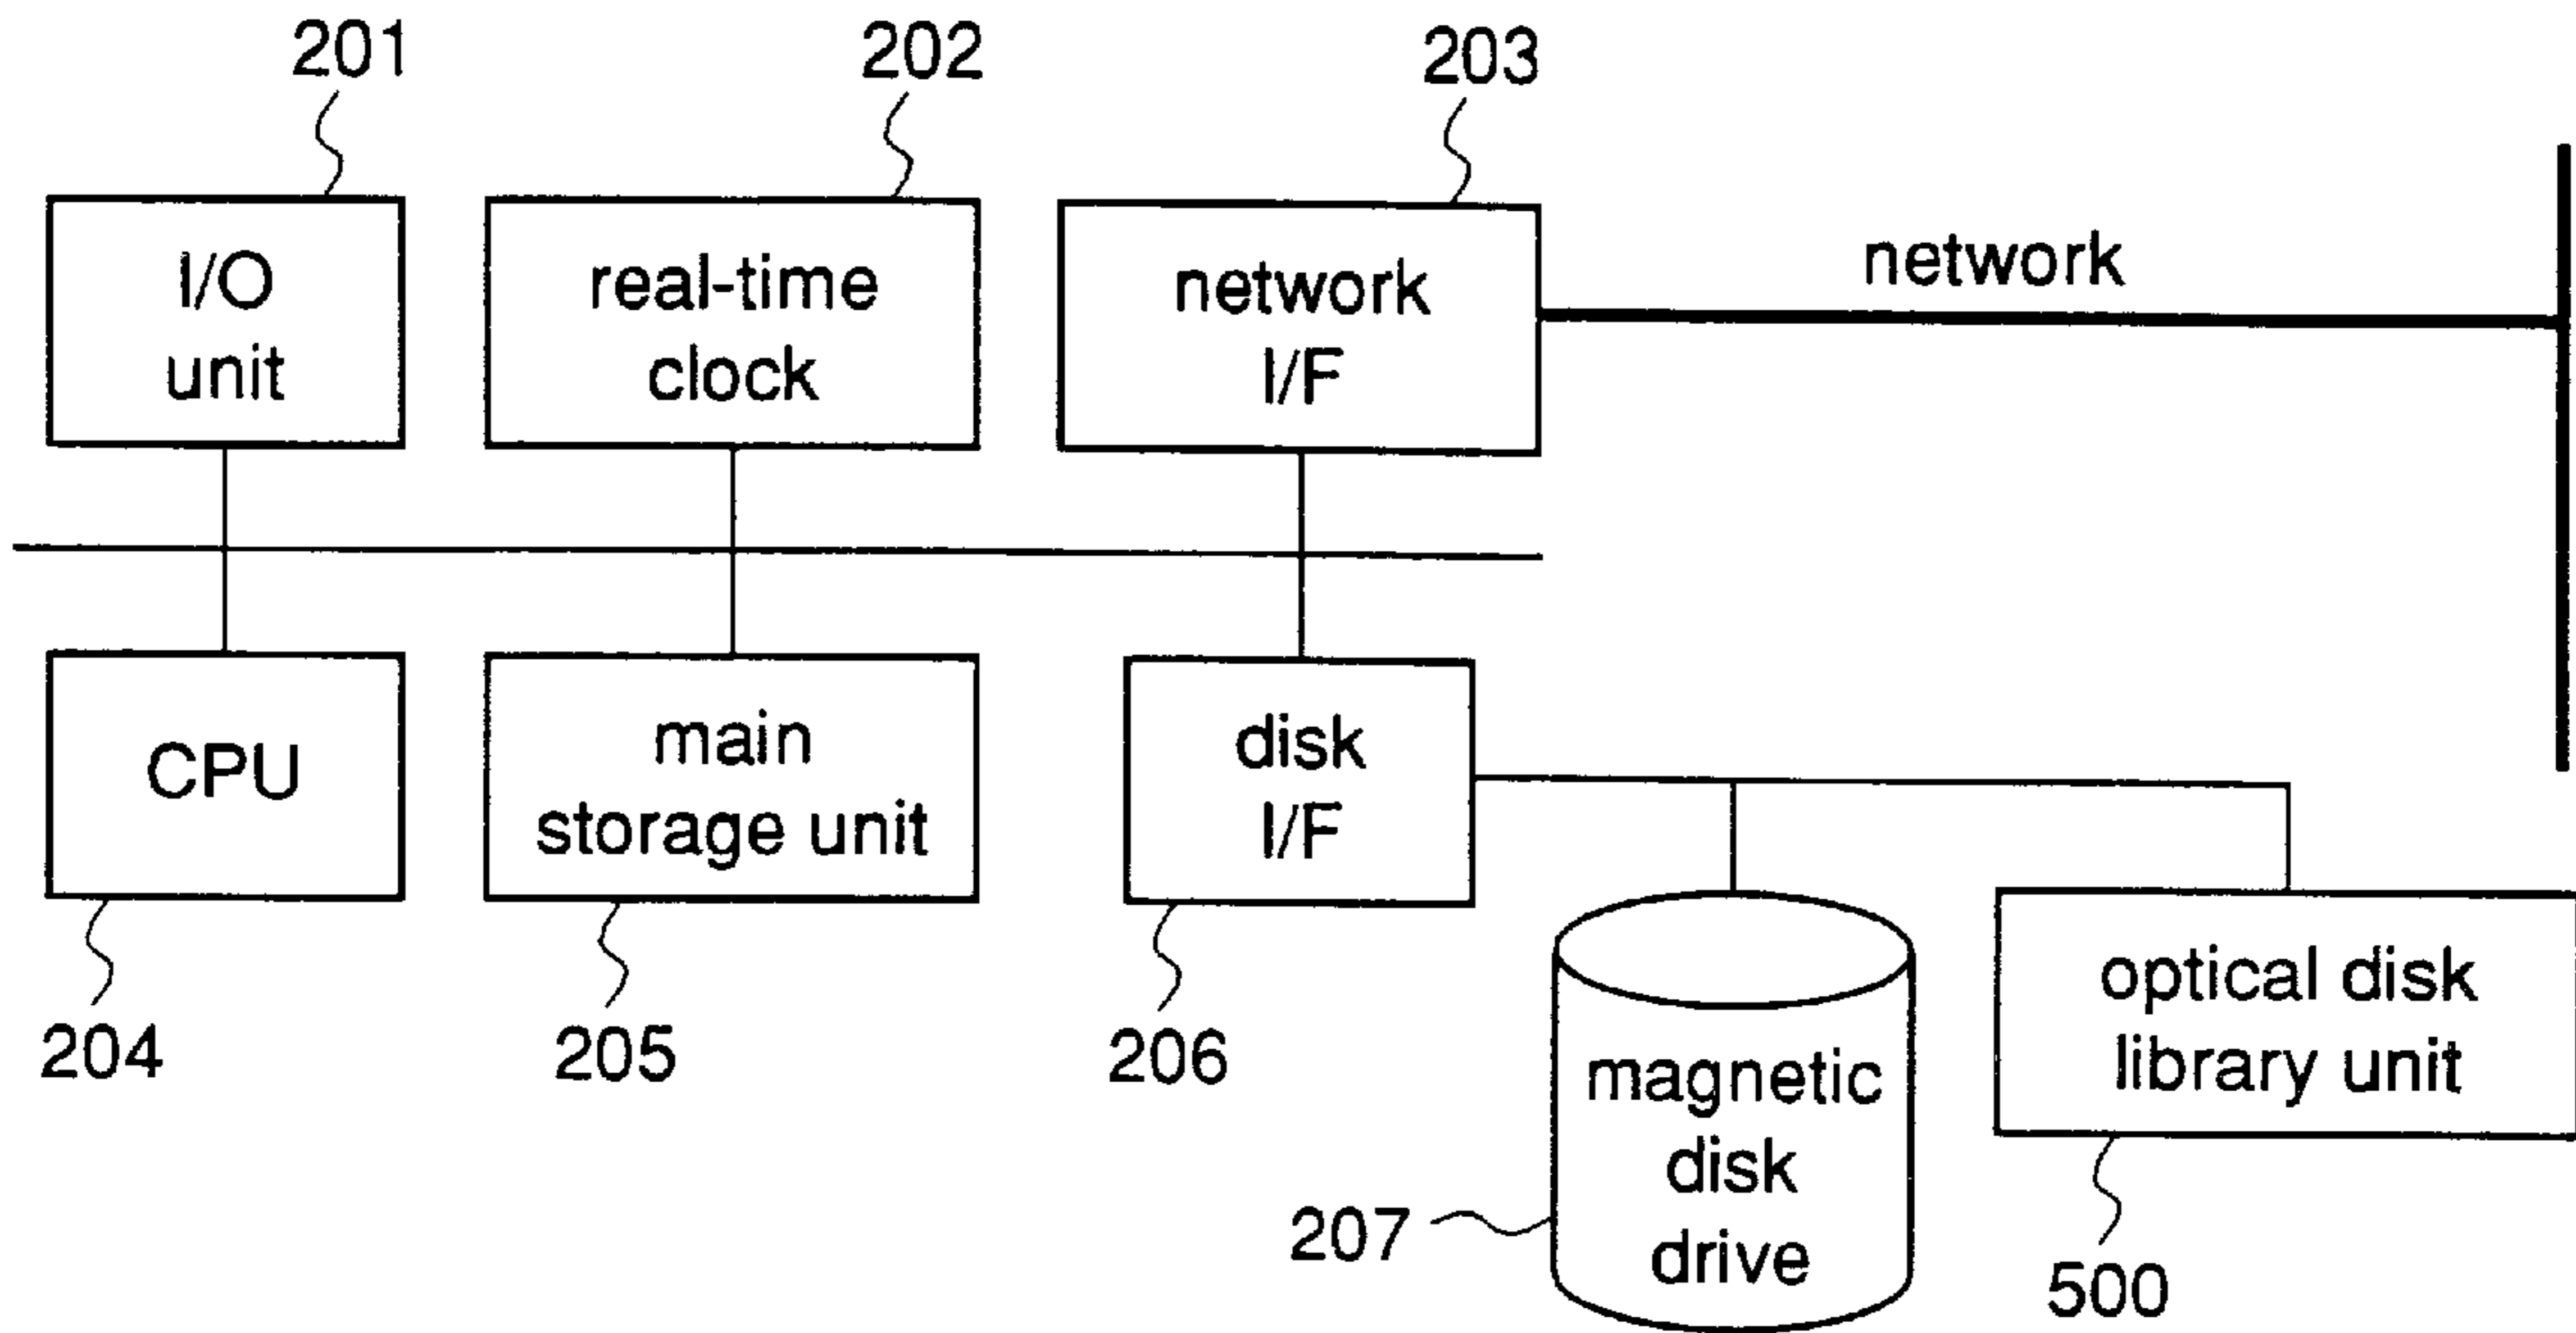 201
202
203
I/O
unit
real-time
clock
network
I/F
network
CPU
main
storage unit
disk
I/F
204
205
206
magnetic
disk
drive
207
optical disk
library unit
500